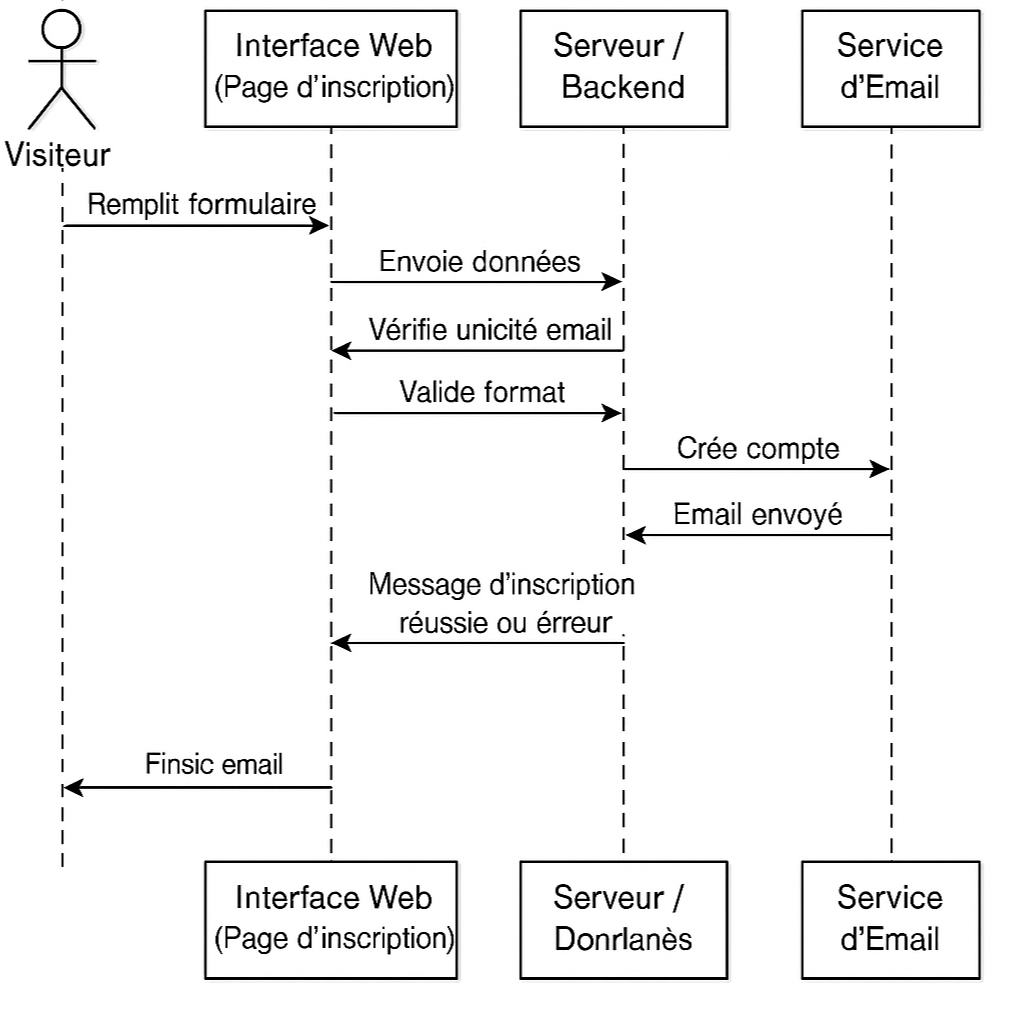 Interface Web
(Page d'inscription)
Serveur /
Backend
Service
d'Email
Visiteur
Remplit formulaire
Envoie données
Vérifie unicité email
Valide format
Crée compte
Email envoyé
Message d'inscription
réussie ou érreur
Finsic email
Interface Web
(Page d'inscription)
Serveur /
Donrlanès
Service
d'Email